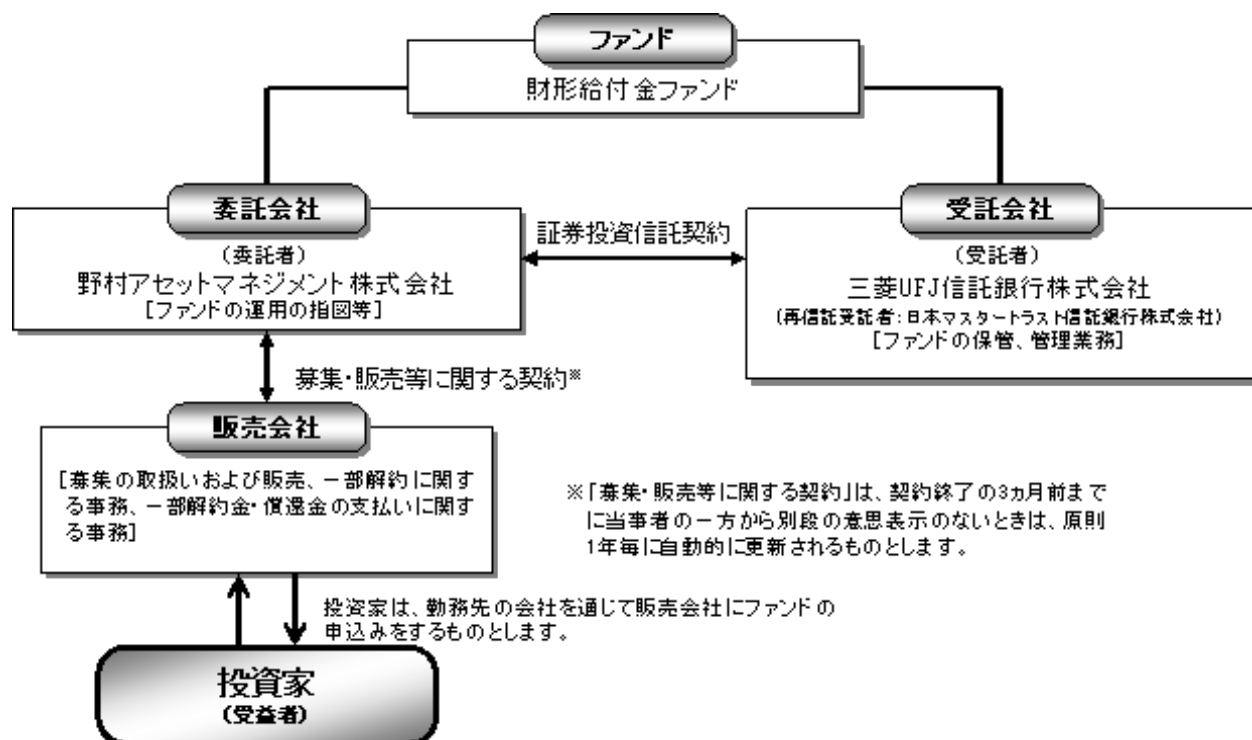 ファンド
財形給付金ファンド
委託会社
(委託者)
野村アセットマネジメント株式会社
[ファンドの運用の指図等]
証券投資信託契約
受託会社
(受託者)
三菱UFJ信託銀行株式会社
(再信託受託者:日本マスタートラスト信託銀行株式会社)
[ファンドの保管、管理業務]
募集・販売等に関する契約※
販売会社
[募集の取扱いおよび販売、一部解約に関す
る事務、一部解約金・償還金の支払いに関す
る事務]
※「募集・販売等に関する契約」は、契約終了の3ヵ月前まで
に当事者の一方から別段の意思表示のないときは、原則
1年毎に自動的に更新されるものとします。
投資家は、勤務先の会社を通じて販売会社にファンドの
申込みをするものとします。
投資家
(受益者)